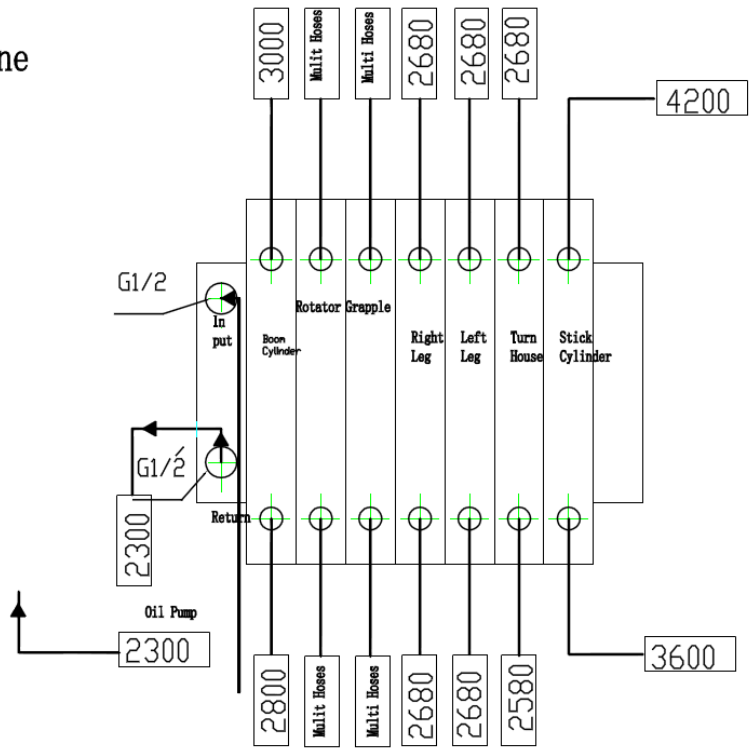 ne
3000
Mulit Hoses
Multi Hoses
2680
2680
2680
4200
G1/2
In
put
Rotator
Grapple
Boom
Cylinder
Right
Leg
Left
Leg
Turn
House
Stick
Cylinder
G1/2
2300
Return
Oil Pump
2300
2800
Mulit Hoses
Multi Hoses
2680
2680
2580
3600